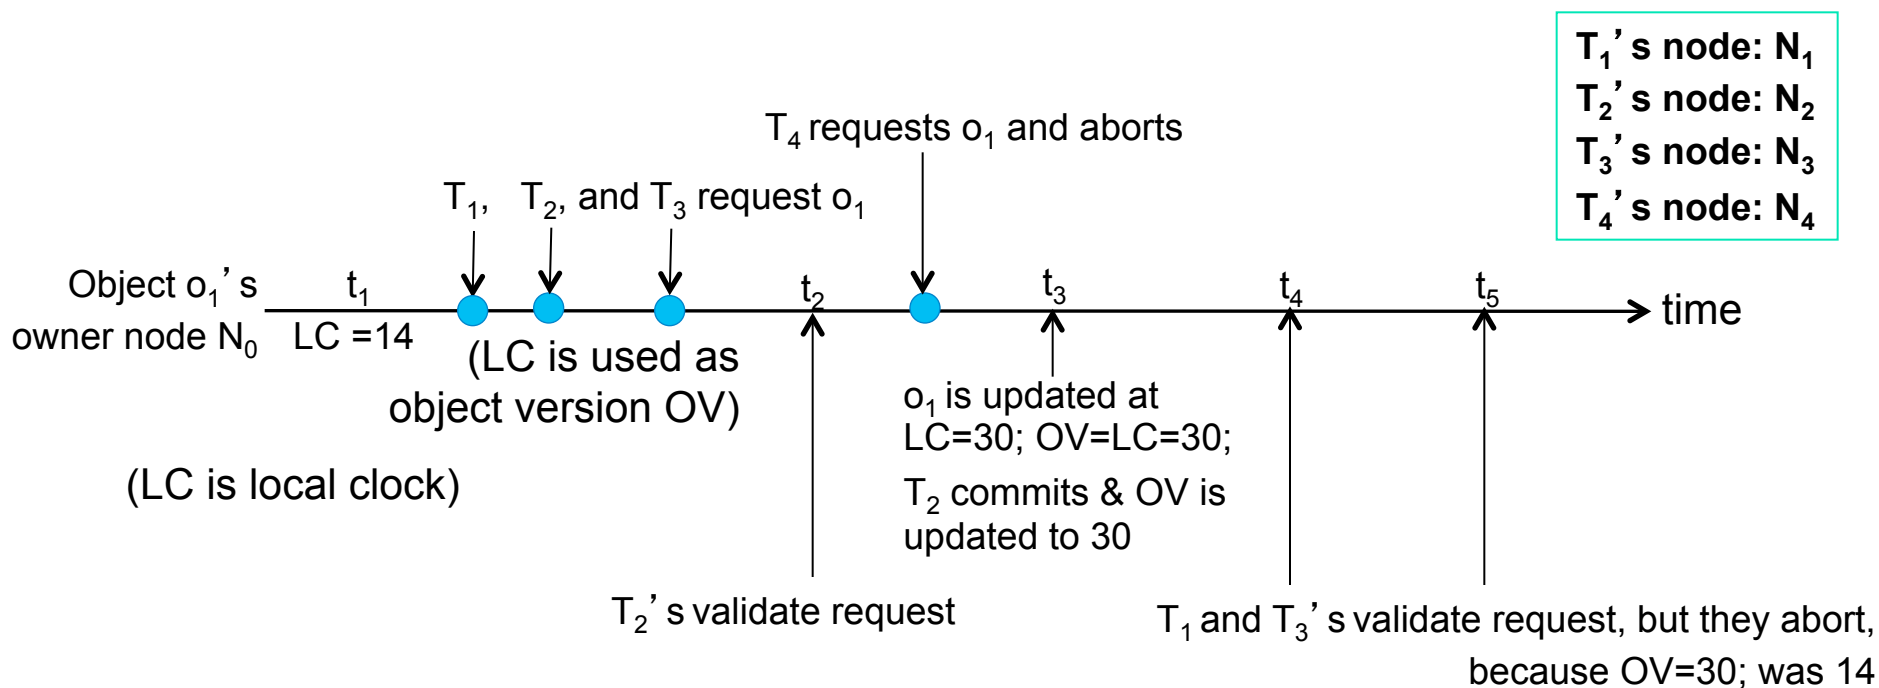 T₁’s node: N₁
T₂’s node: N₂
T₃’s node: N₃
T₄’s node: N₄
T₄ requests o₁ and aborts
T₁, T₂, and T₃ request o₁
Object o₁’s
owner node N₀
t₁
LC =14
t₂
t₃
t₄
t₅
time
(LC is used as
object version OV)
(LC is local clock)
o₁ is updated at
LC=30; OV=LC=30;
T₂ commits & OV is
updated to 30
T₂’s validate request
T₁ and T₃’s validate request, but they abort,
because OV=30; was 14